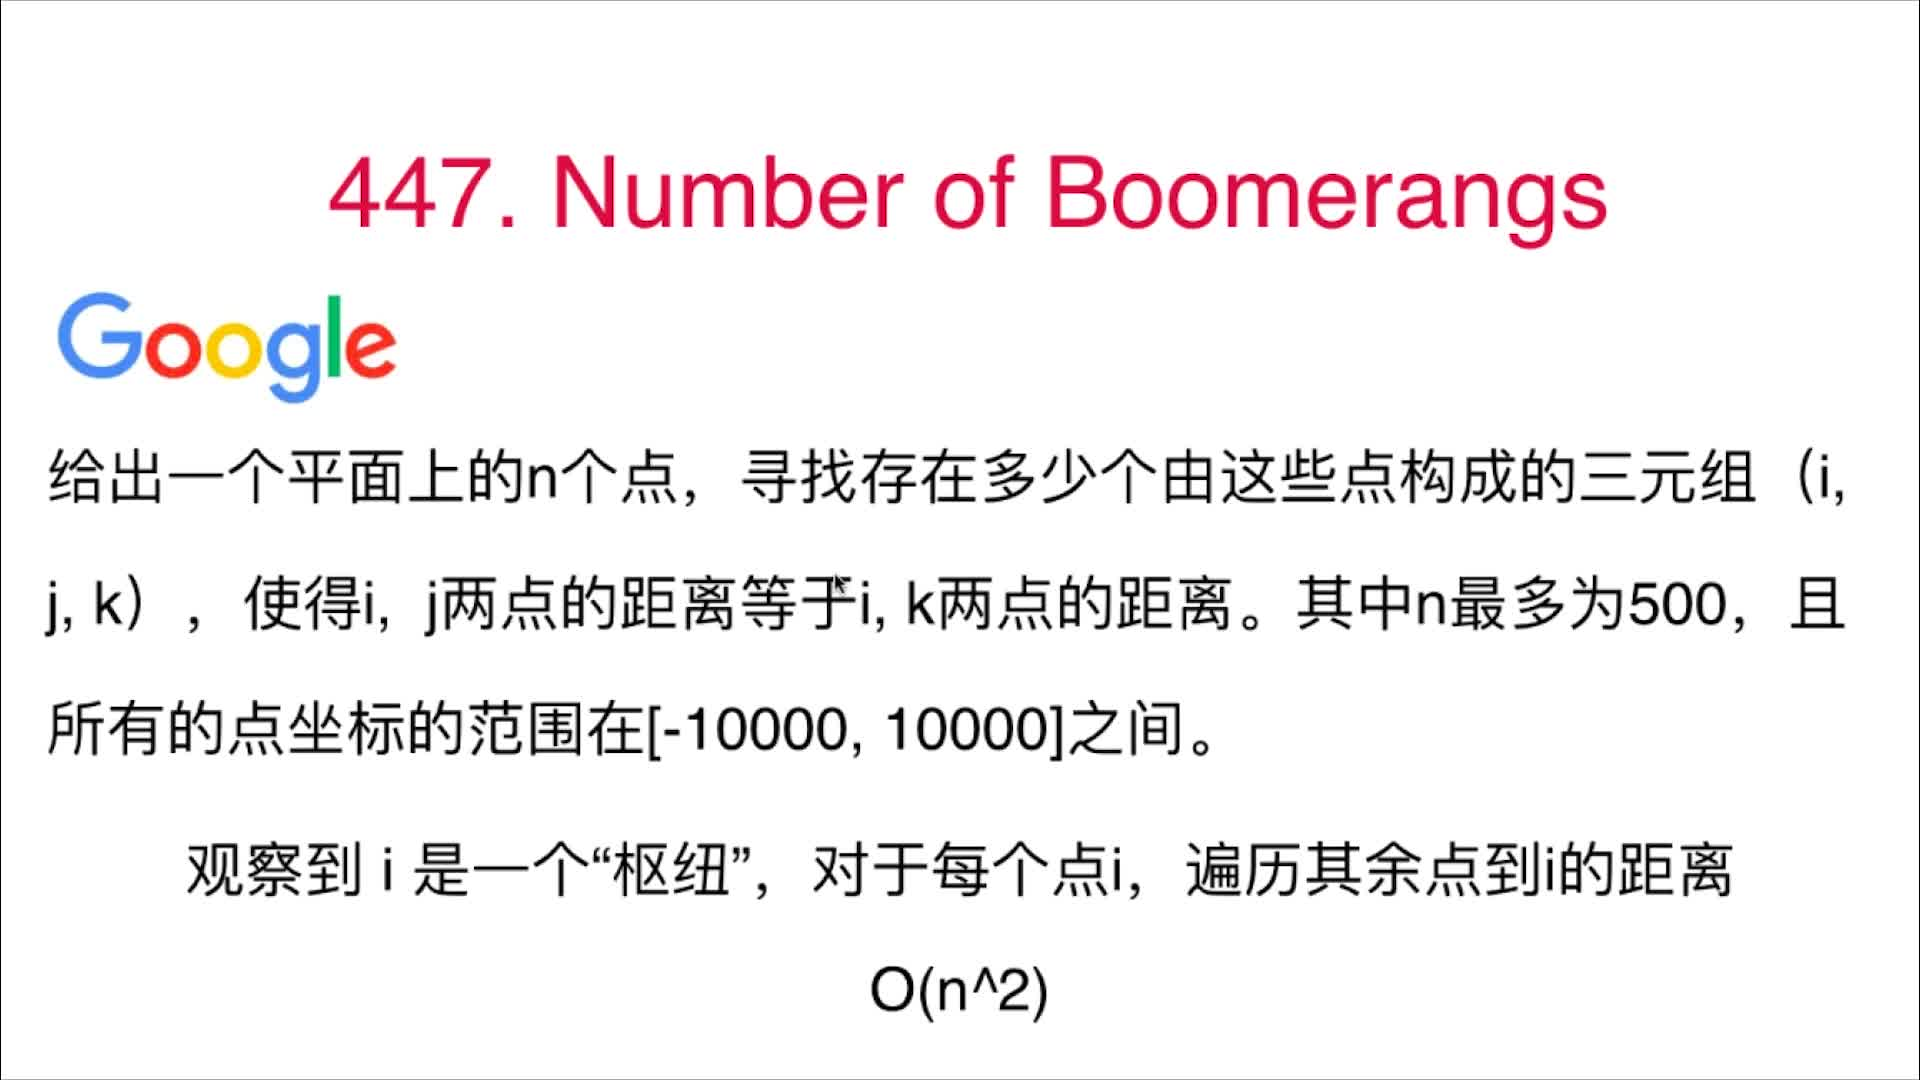 447. Number of Boomerangs
Google
给出一个平面上的n个点，寻找存在多少个由这些点构成的三元组（i,
j, k），使得i, j两点的距离等于i, k两点的距离。其中n最多为500，且
所有的点坐标的范围在[-10000, 10000]之间。
观察到 i 是一个“枢纽”，对于每个点i，遍历其余点到i的距离
O(n^2)